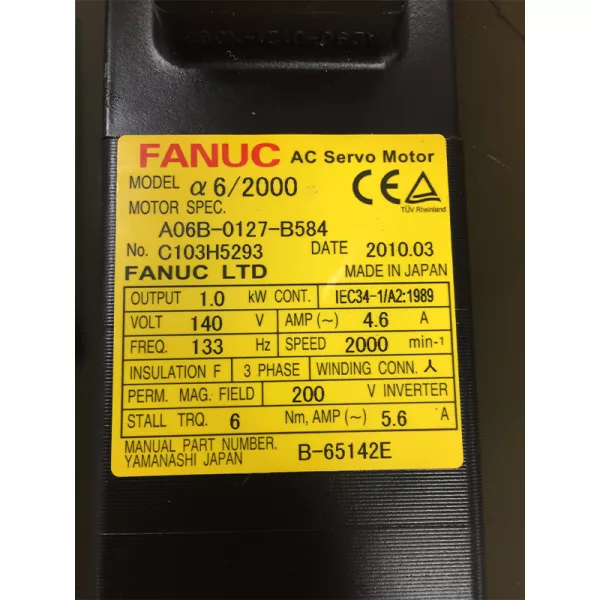 FANUC AC Servo Motor
MODEL α 6/2000
MOTOR SPEC.
A06B-0127-B584
CE TÜV Rheinland
No. C103H5293 DATE 2010.03
FANUC LTD MADE IN JAPAN
OUTPUT 1.0 kW CONT. IEC34-1/A2:1989
VOLT 140 V AMP (~) 4.6 A
FREQ. 133 Hz SPEED 2000 min⁻¹
INSULATION F 3 PHASE WINDING CONN.
PERM. MAG. FIELD 200 V INVERTER
STALL TRQ. 6 Nm, AMP (~) 5.6 A
MANUAL PART NUMBER. B-65142E
YAMANASHI JAPAN